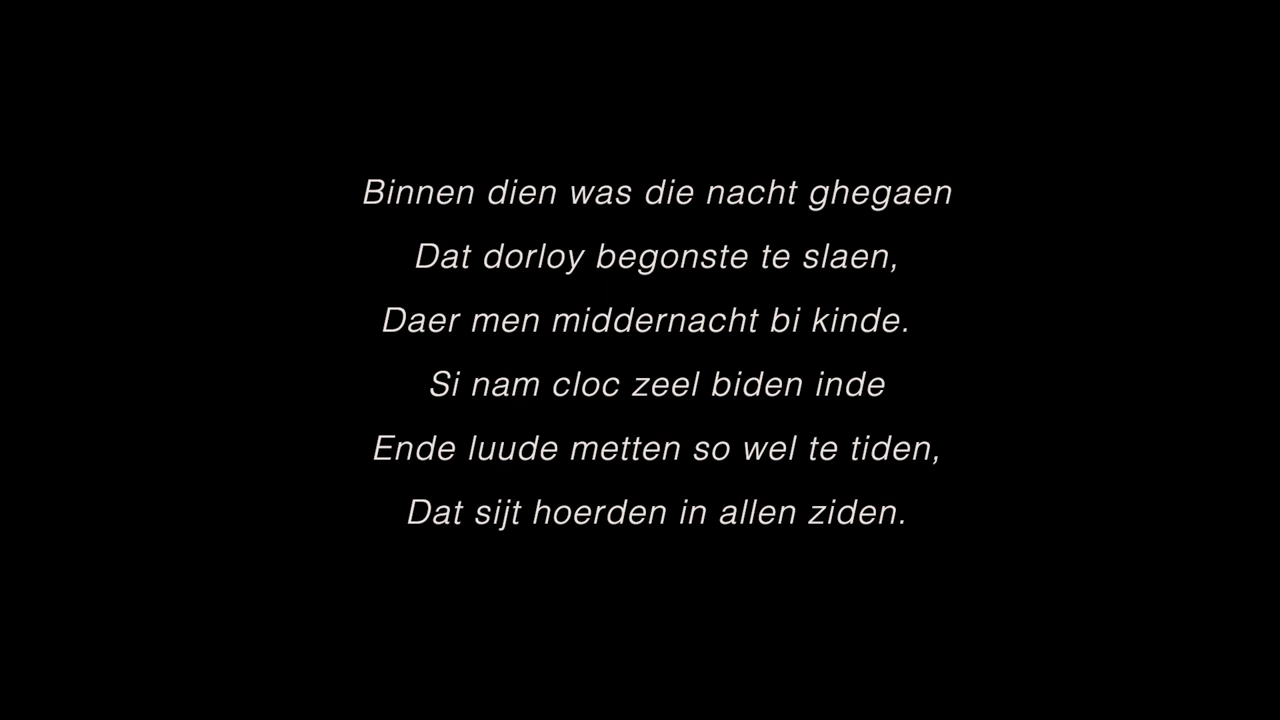 Binnen dien was die nacht ghegaen
Dat dorloy begonste te slaen,
Daer men middernacht bi kinde.
Si nam cloc zeel biden inde
Ende luude metten so wel te tiden,
Dat sijt hoerden in allen ziden.